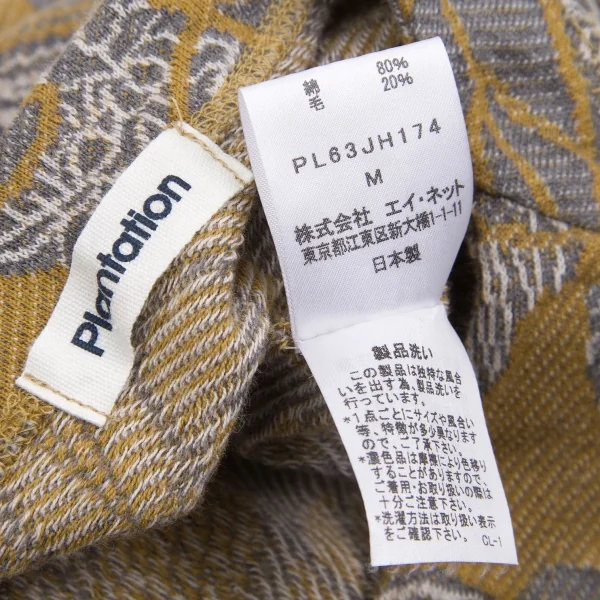 Plantation
綿 80%
毛 20%
PL63JH174
M
株式会社 エイ・ネット
東京都江東区新大橋1-1-11
日本製
製品洗い
この製品は独特な風合
いを出す為、製品洗いを
行っています。
*1点ごとにサイズや風合い
等、特徴が多少異なります
ので、ご了承下さい。
*濃色品は摩擦により色移り
することがありますので、
ご着用・お取り扱いの際は
十分ご注意下さい。
*洗濯方法は取り扱い表示
をご確認下さい。 CL-1